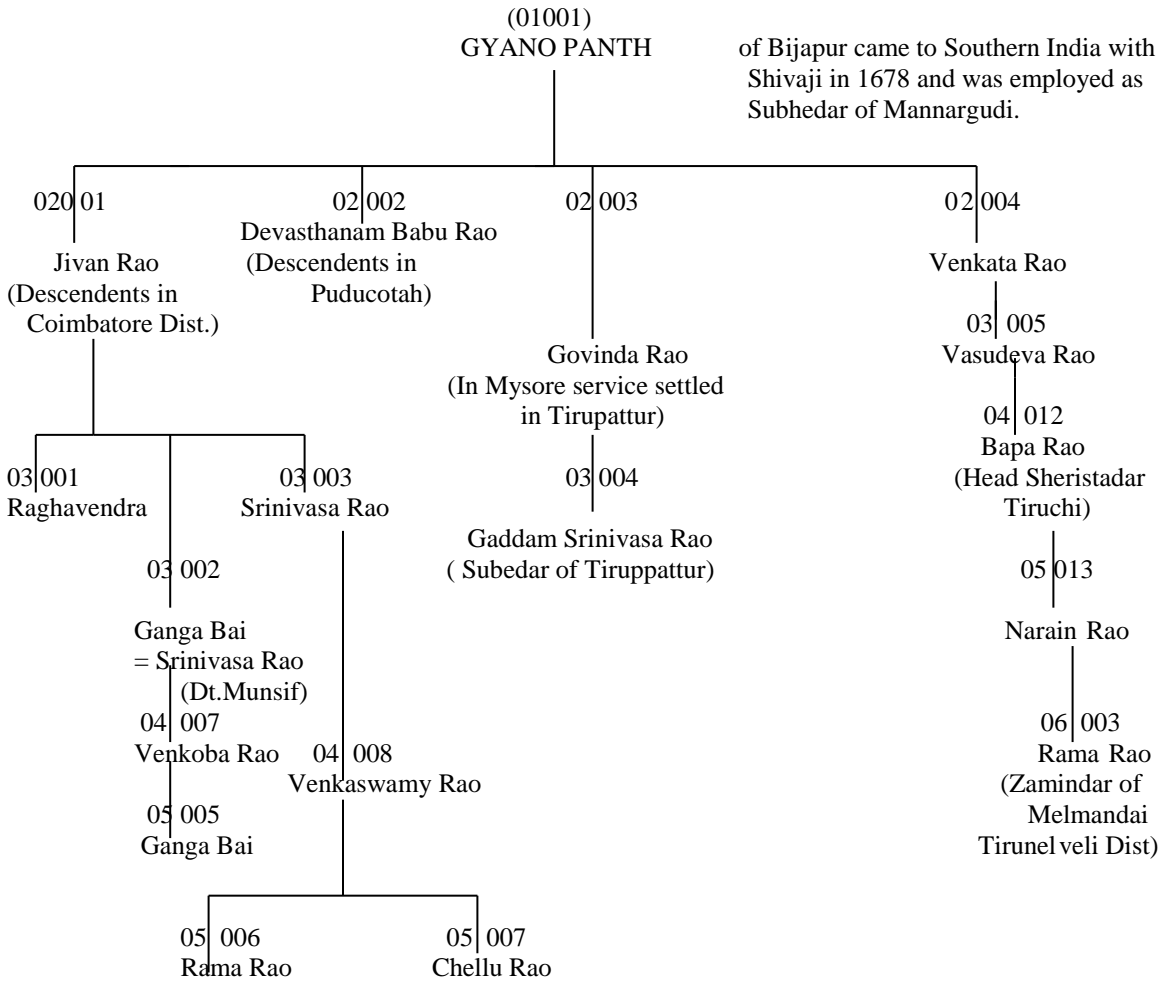 (01001)
GYANO PANTH
of Bijapur came to Southern India with
Shivaji in 1678 and was employed as
Subhedar of Mannargudi.
02001 02 002 02 003 02 004
Jivan Rao
(Descendents in
Coimbatore Dist.)
Devasthanam Babu Rao
(Descendents in
Puducotah)
Govinda Rao
(In Mysore service settled
in Tirupattur)
Venkata Rao
03 005
Vasudeva Rao
04 012
Bapa Rao
(Head Sheristadar
Tiruchi)
03 001
Raghavendra
03 003
Srinivasa Rao
03 004
Gaddam Srinivasa Rao
( Subedar of Tiruppattur)
03 002
Ganga Bai
= Srinivasa Rao
(Dt.Munsif)
05 013
Narain Rao
04 007
Venkoba Rao
04 008
Venkaswamy Rao
06 003
Rama Rao
(Zamindar of
Melmandai
Tirunelveli Dist)
05 005
Ganga Bai
05 006
Rama Rao
05 007
Chellu Rao